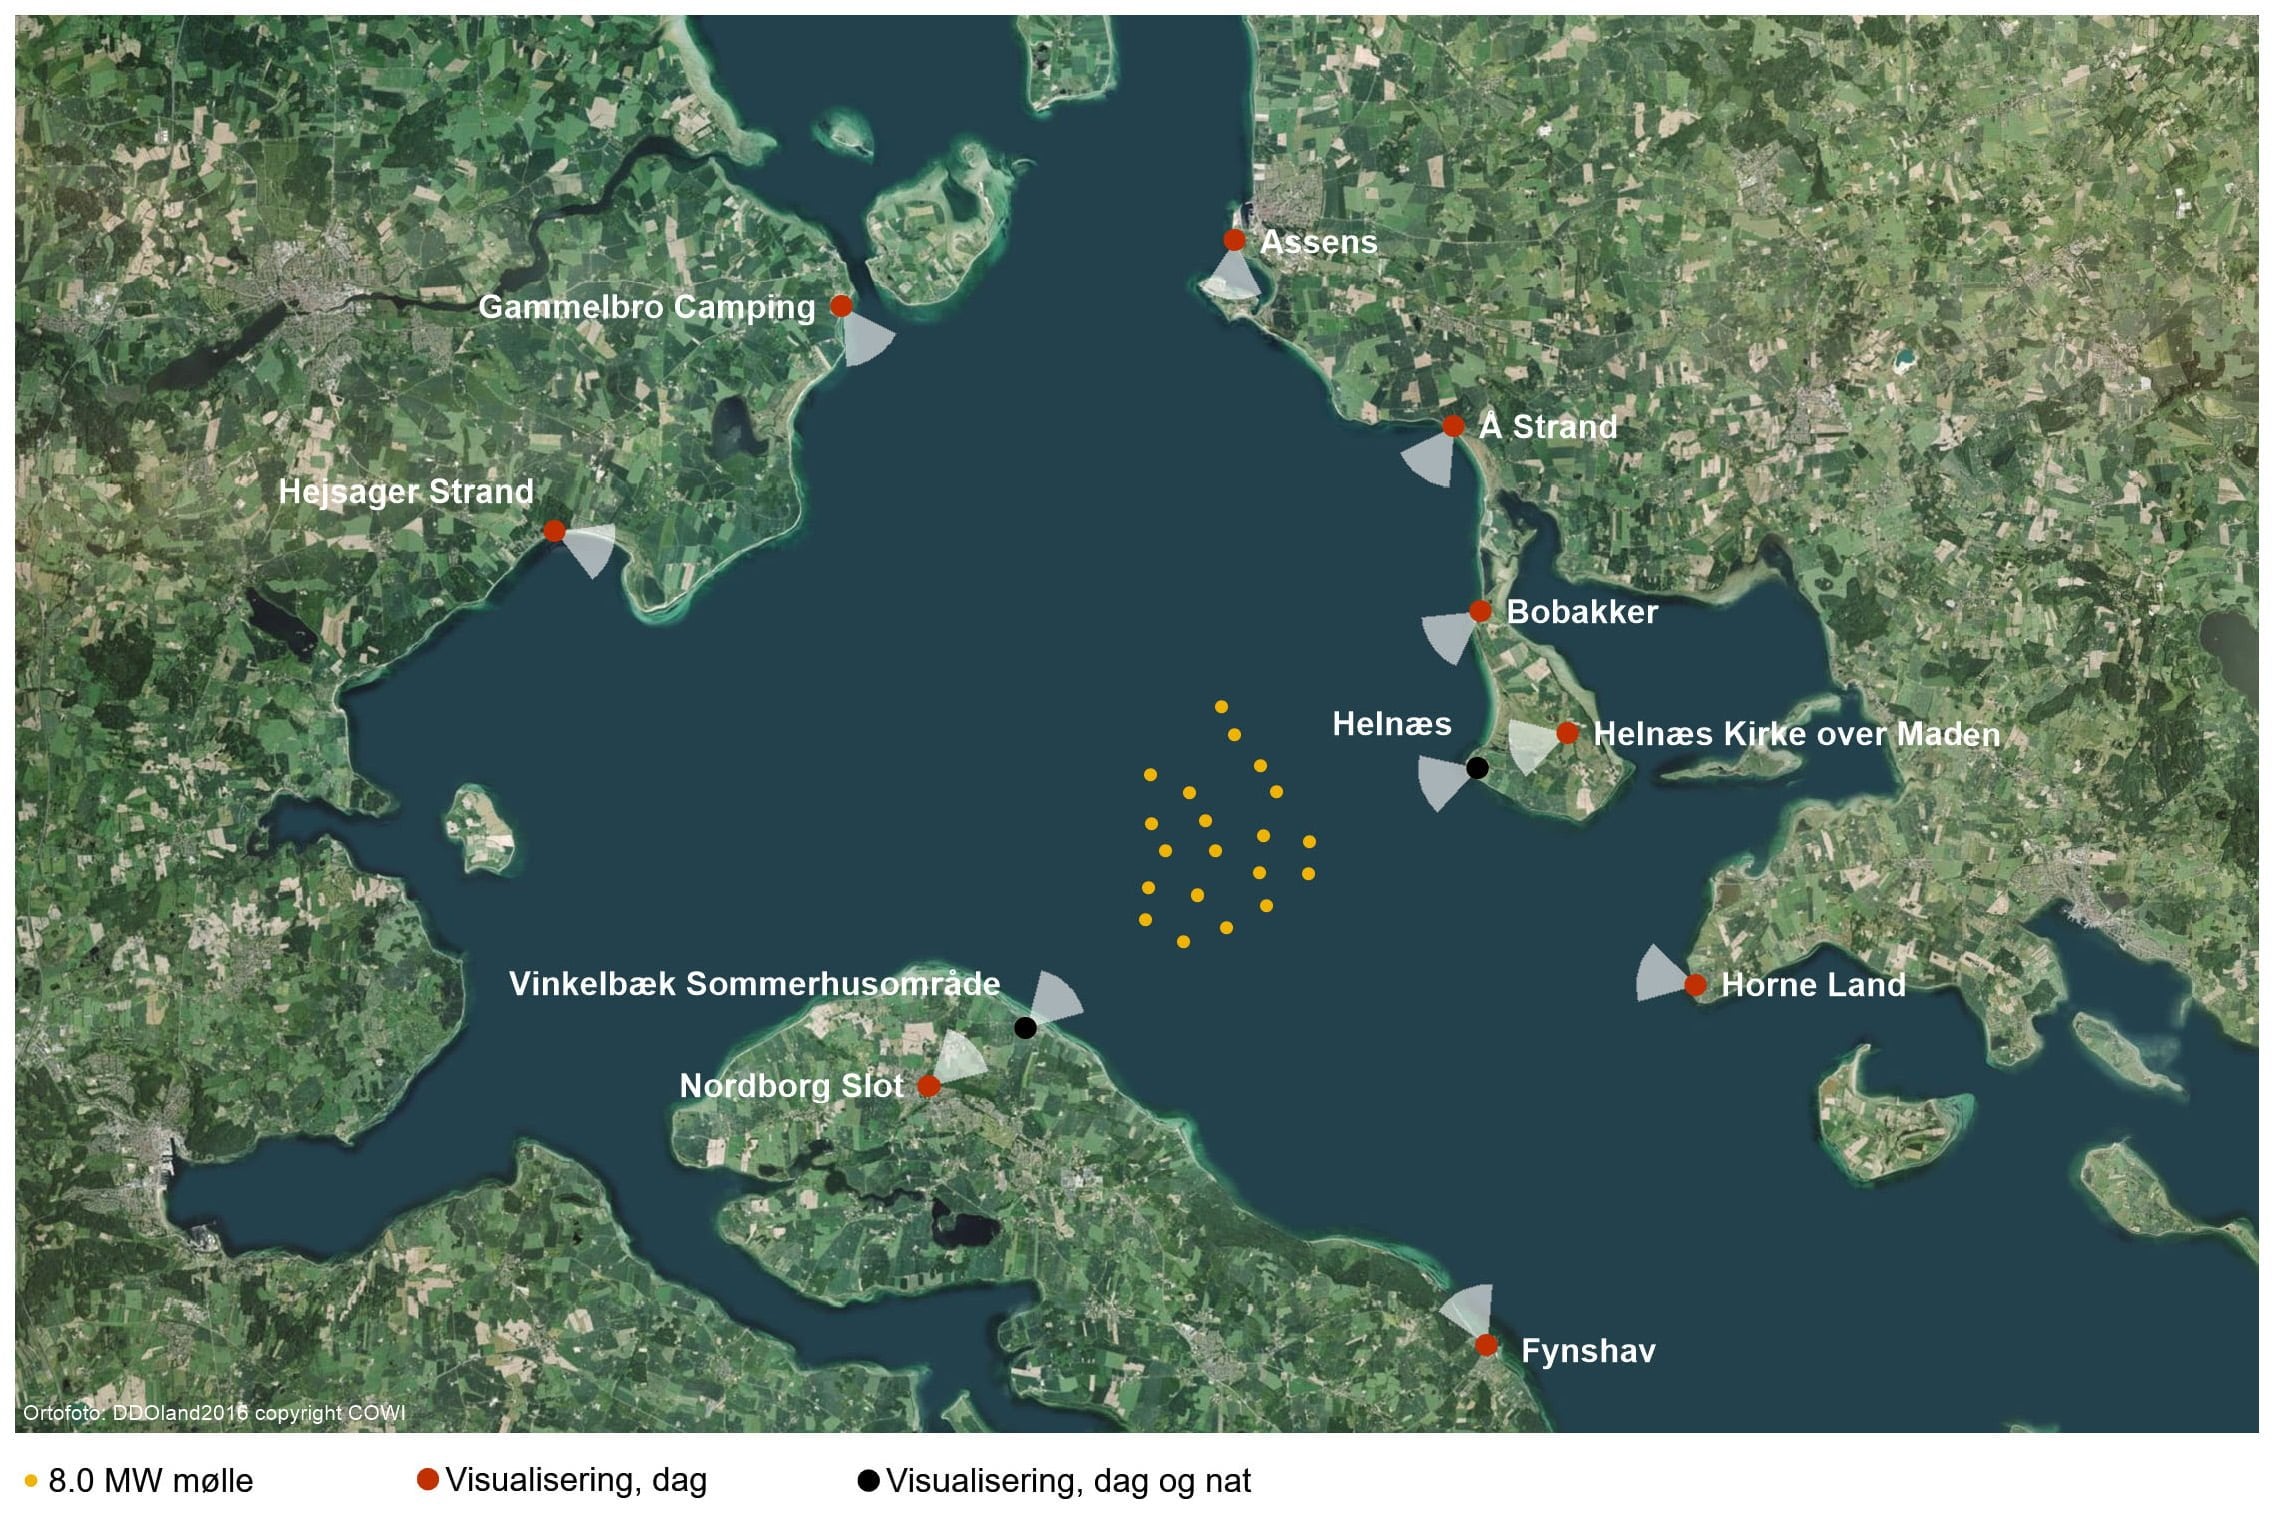 Assens
Gammelbro Camping
Å Strand
Hejsager Strand
Bobakker
Helnæs
Helnæs Kirke over Maden
Vinkelbæk Sommerhusområde
Horne Land
Nordborg Slot
Fynshav
Ortofoto: DDOland2016 copyright COWI
8.0 MW mølle
Visualisering, dag
Visualisering, dag og nat